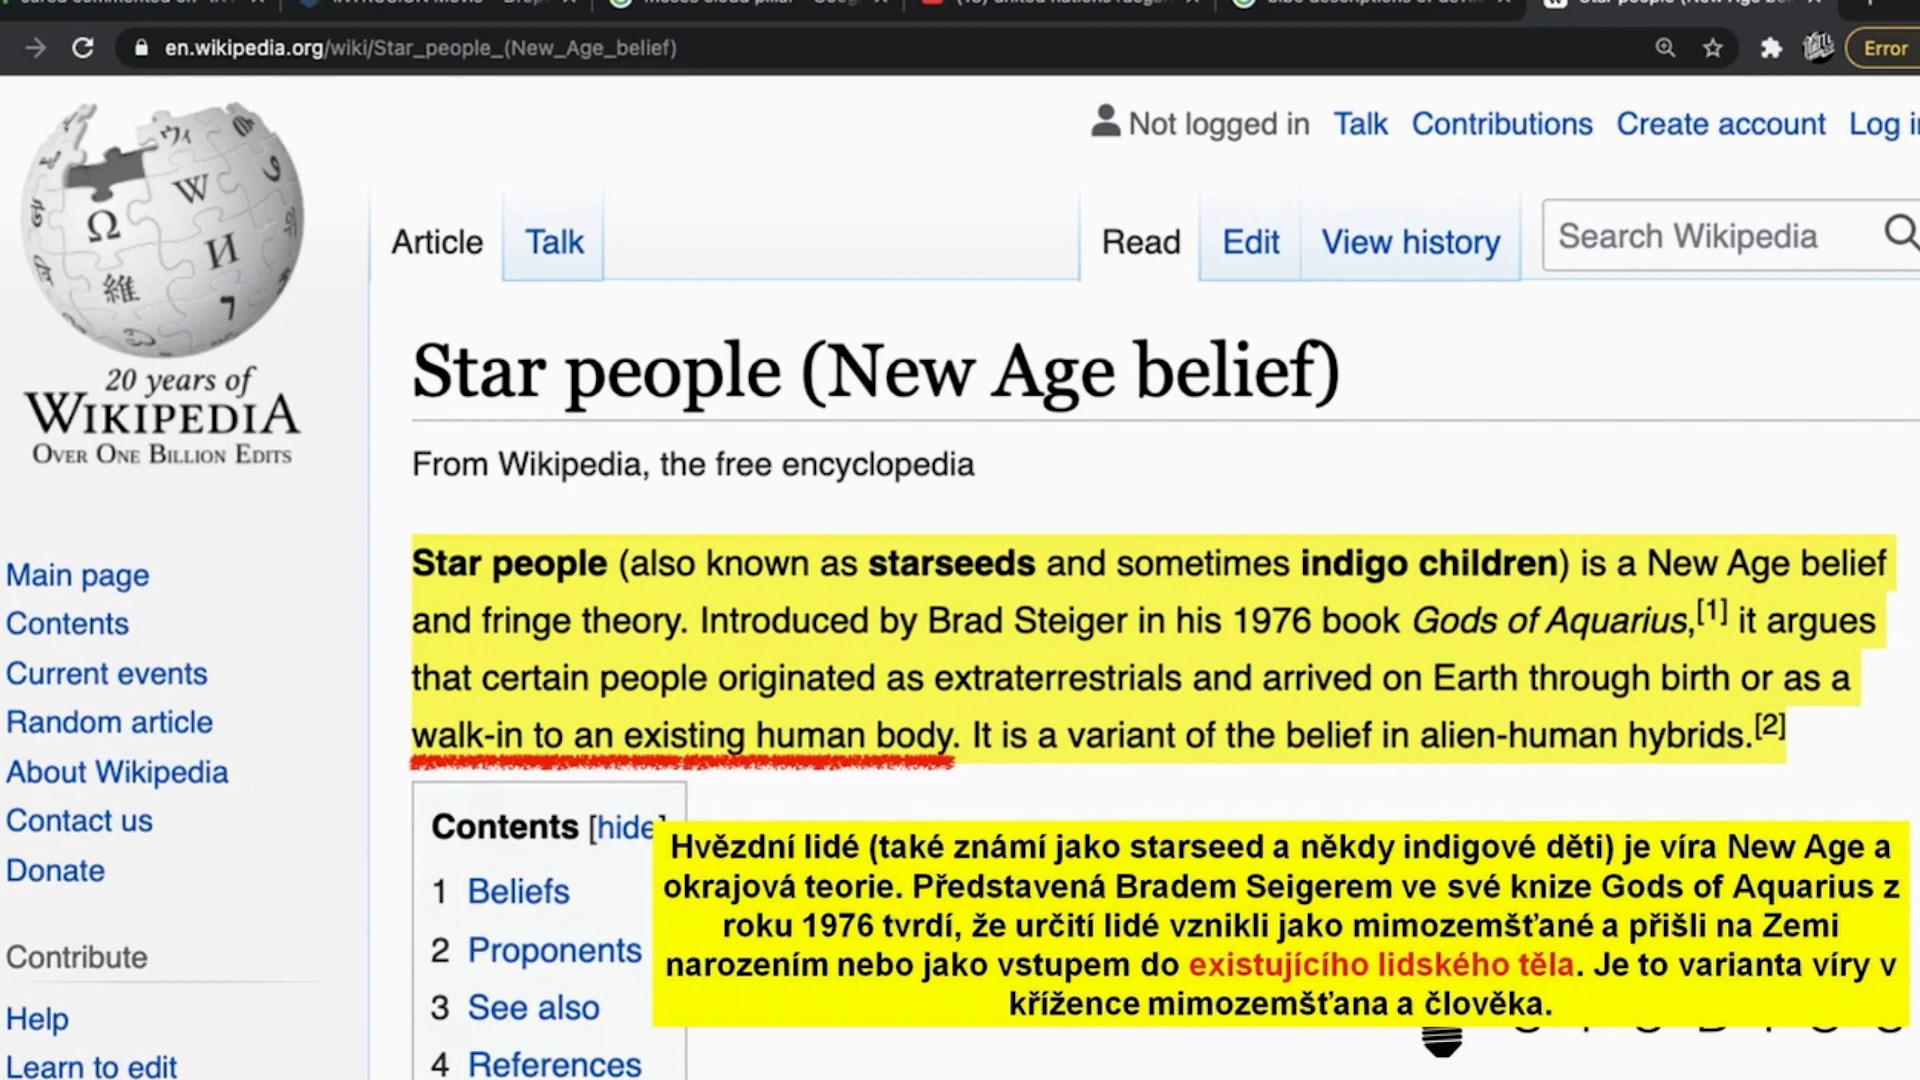 en.wikipedia.org/wiki/Star_people_(New_Age_belief)
Error
Not logged in Talk Contributions Create account Log in
Article Talk Read Edit View history Search Wikipedia
20 years of
WIKIPEDIA
OVER ONE BILLION EDITS
Star people (New Age belief)
From Wikipedia, the free encyclopedia
Star people (also known as starseeds and sometimes indigo children) is a New Age belief
and fringe theory. Introduced by Brad Steiger in his 1976 book Gods of Aquarius,[1] it argues
that certain people originated as extraterrestrials and arrived on Earth through birth or as a
walk-in to an existing human body. It is a variant of the belief in alien-human hybrids.[2]
Main page
Contents
Current events
Random article
About Wikipedia
Contact us
Donate
Contribute
Help
Learn to edit
Contents [hide]
1 Beliefs
2 Proponents
3 See also
4 References
Hvězdní lidé (také známí jako starseed a někdy indigové děti) je víra New Age a
okrajová teorie. Představená Bradem Seigerem ve své knize Gods of Aquarius z
roku 1976 tvrdí, že určití lidé vznikli jako mimozemšťané a přišli na Zemi
narozením nebo jako vstupem do existujícího lidského těla. Je to varianta víry v
křížence mimozemšťana a člověka.